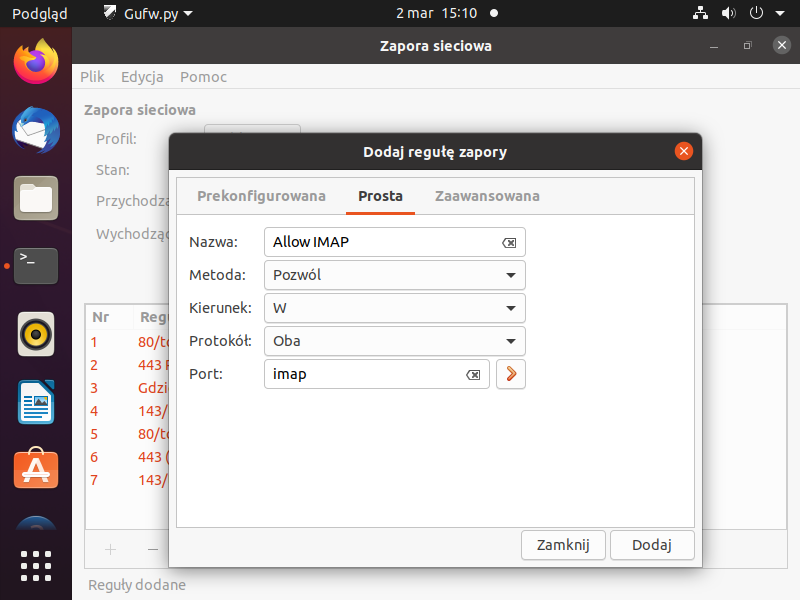 Podgląd Gufw.py 2 mar 15:10
Zapora sieciowa
Plik Edycja Pomoc
Zapora sieciowa
Profil:
Stan:
Przychodzą
Wychodząc
Nr Regu
1 80/to
2 443
3 Gdzi
4 143/
5 80/to
6 443 (
7 143/
Reguły dodane
Dodaj regułę zapory
Prekonfigurowana Prosta Zaawansowana
Nazwa: Allow IMAP
Metoda: Pozwól
Kierunek: W
Protokół: Oba
Port: imap
Zamknij Dodaj